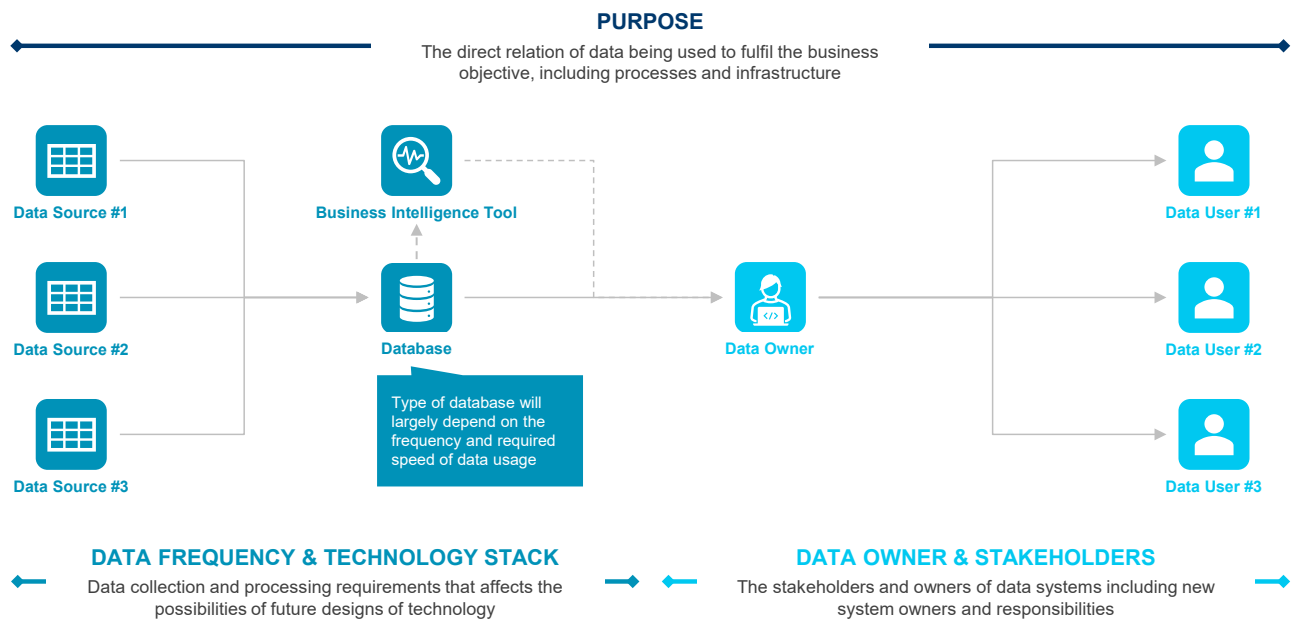 PURPOSE
The direct relation of data being used to fulfil the business
objective, including processes and infrastructure
Data Source #1
Business Intelligence Tool
Data User #1
Data Source #2
Database
Data Owner
</>
Data User #2
Type of database will
largely depend on the
frequency and required
speed of data usage
Data Source #3
Data User #3
DATA FREQUENCY & TECHNOLOGY STACK
Data collection and processing requirements that affects the
possibilities of future designs of technology
DATA OWNER & STAKEHOLDERS
The stakeholders and owners of data systems including new
system owners and responsibilities